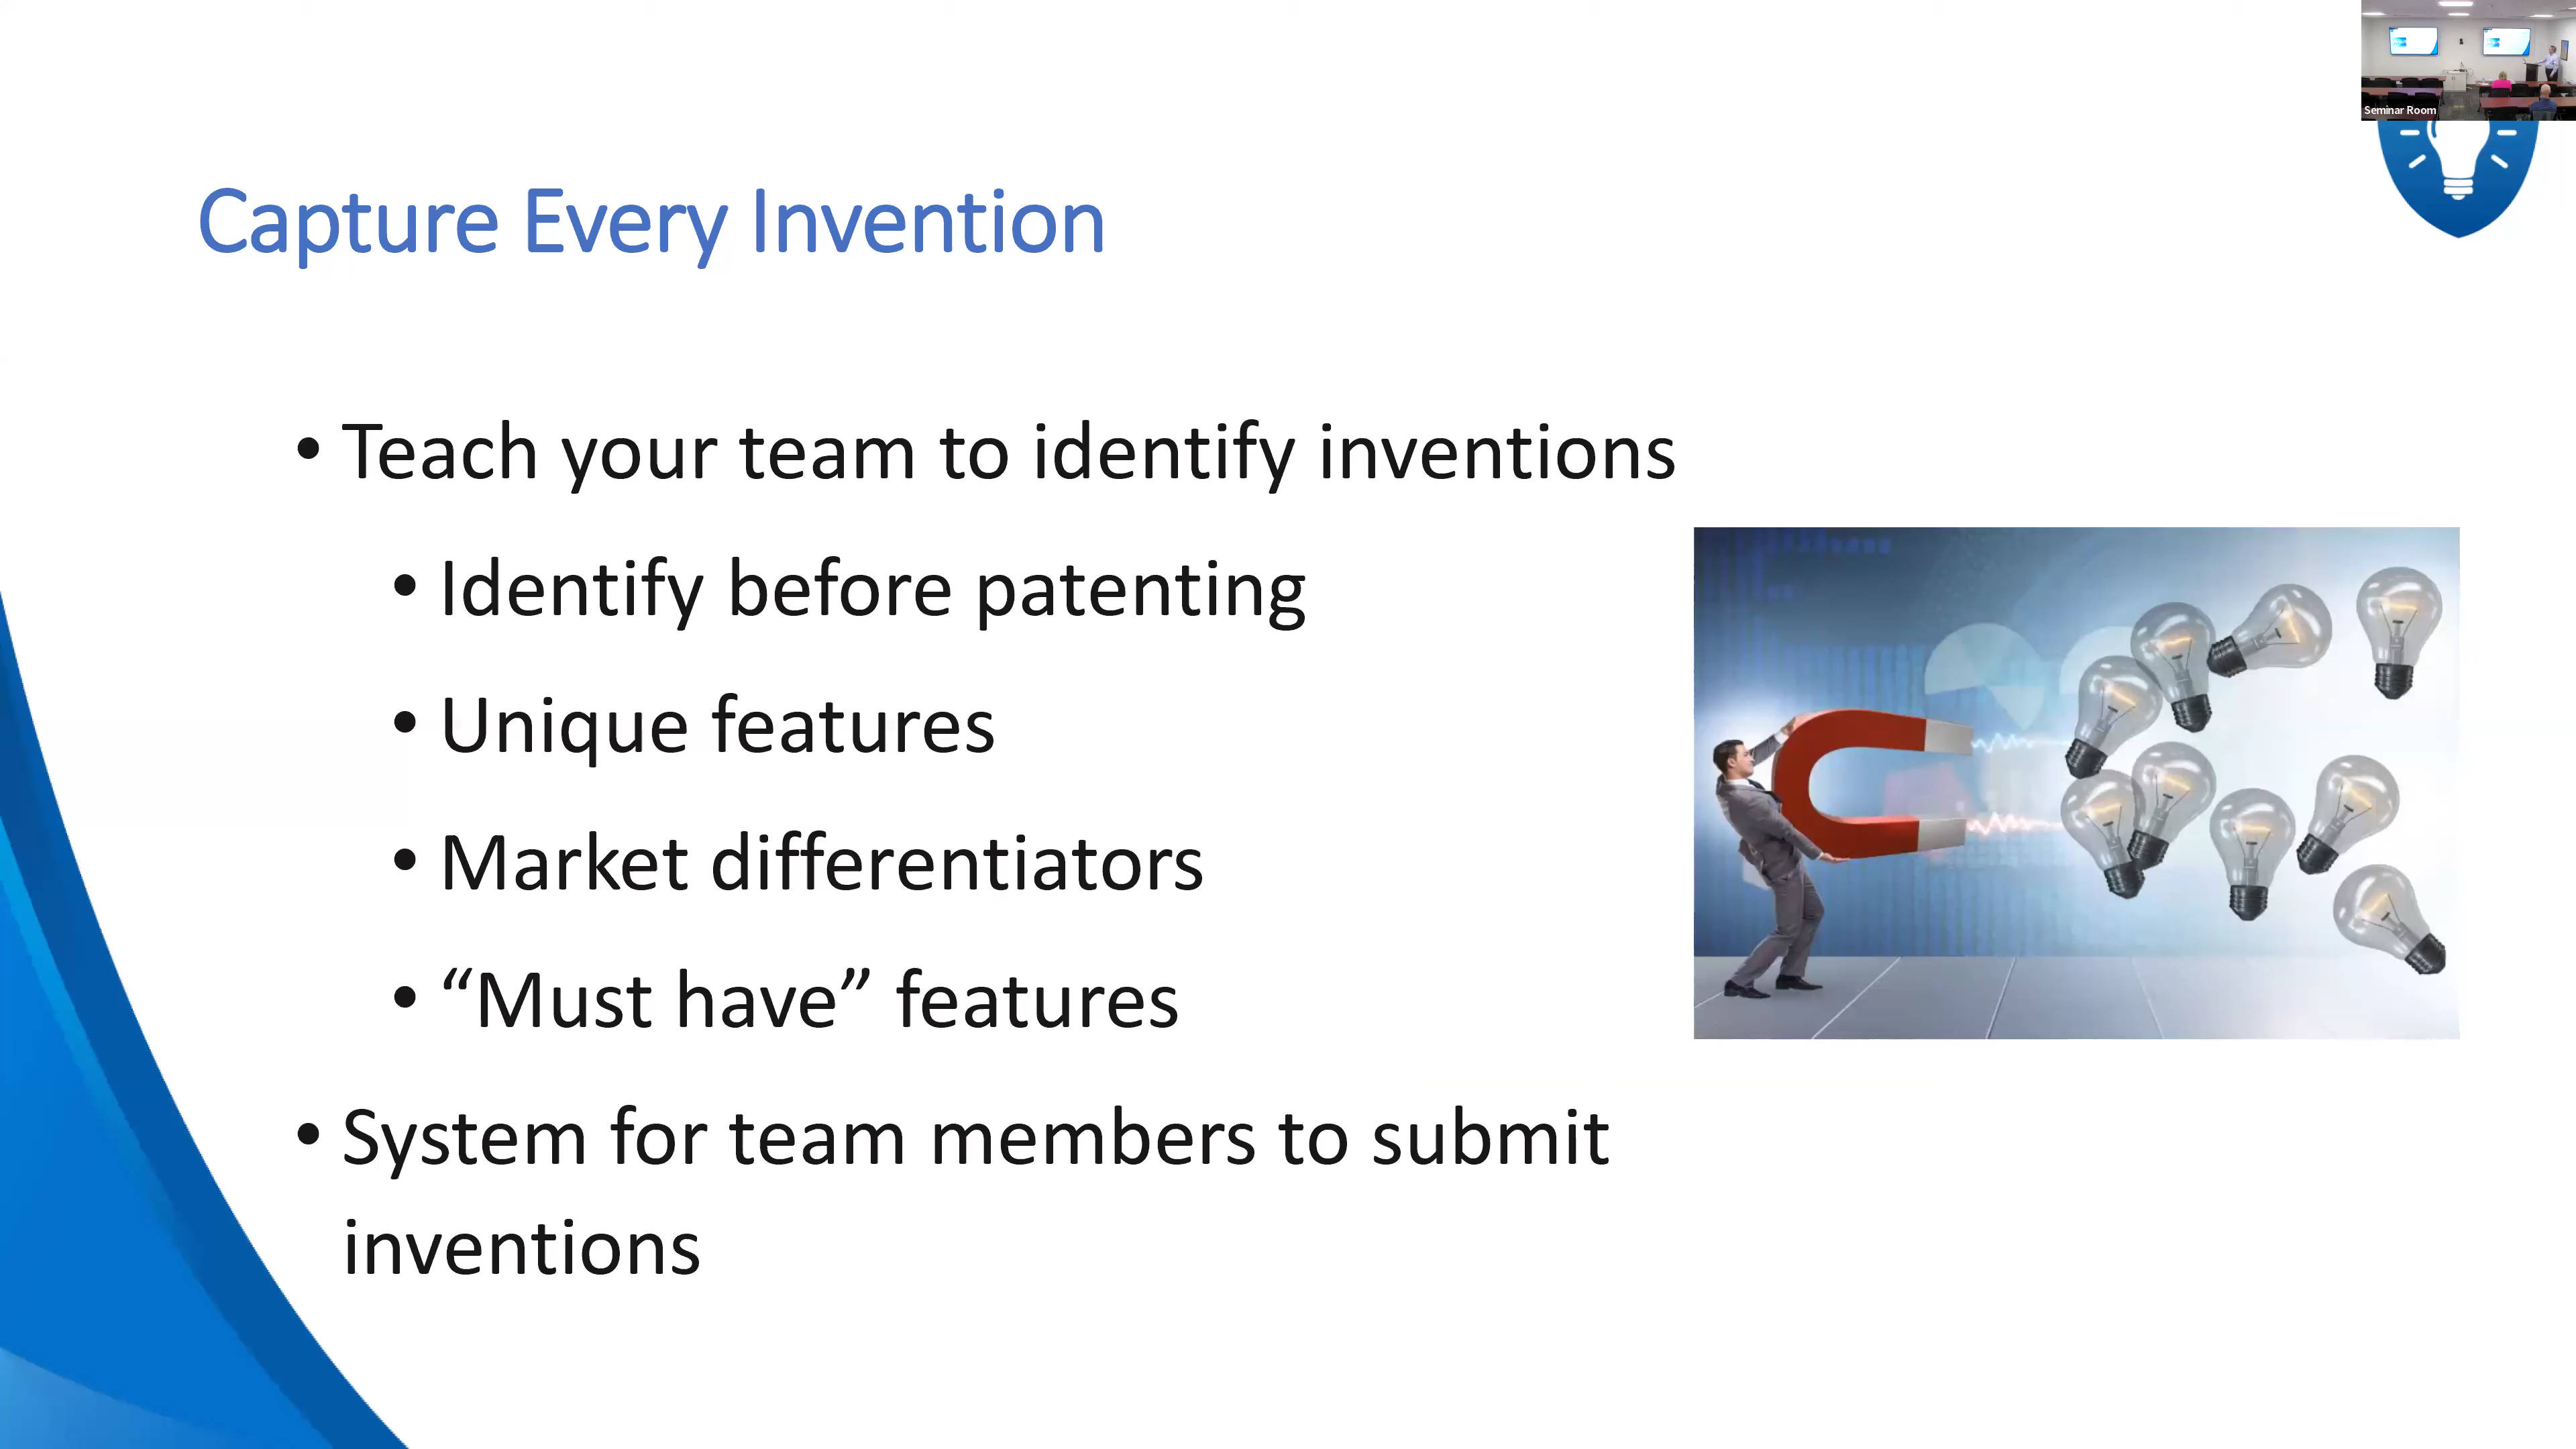 Seminar Room
Capture Every Invention
• Teach your team to identify inventions
• Identify before patenting
• Unique features
• Market differentiators
• “Must have” features
• System for team members to submit
inventions